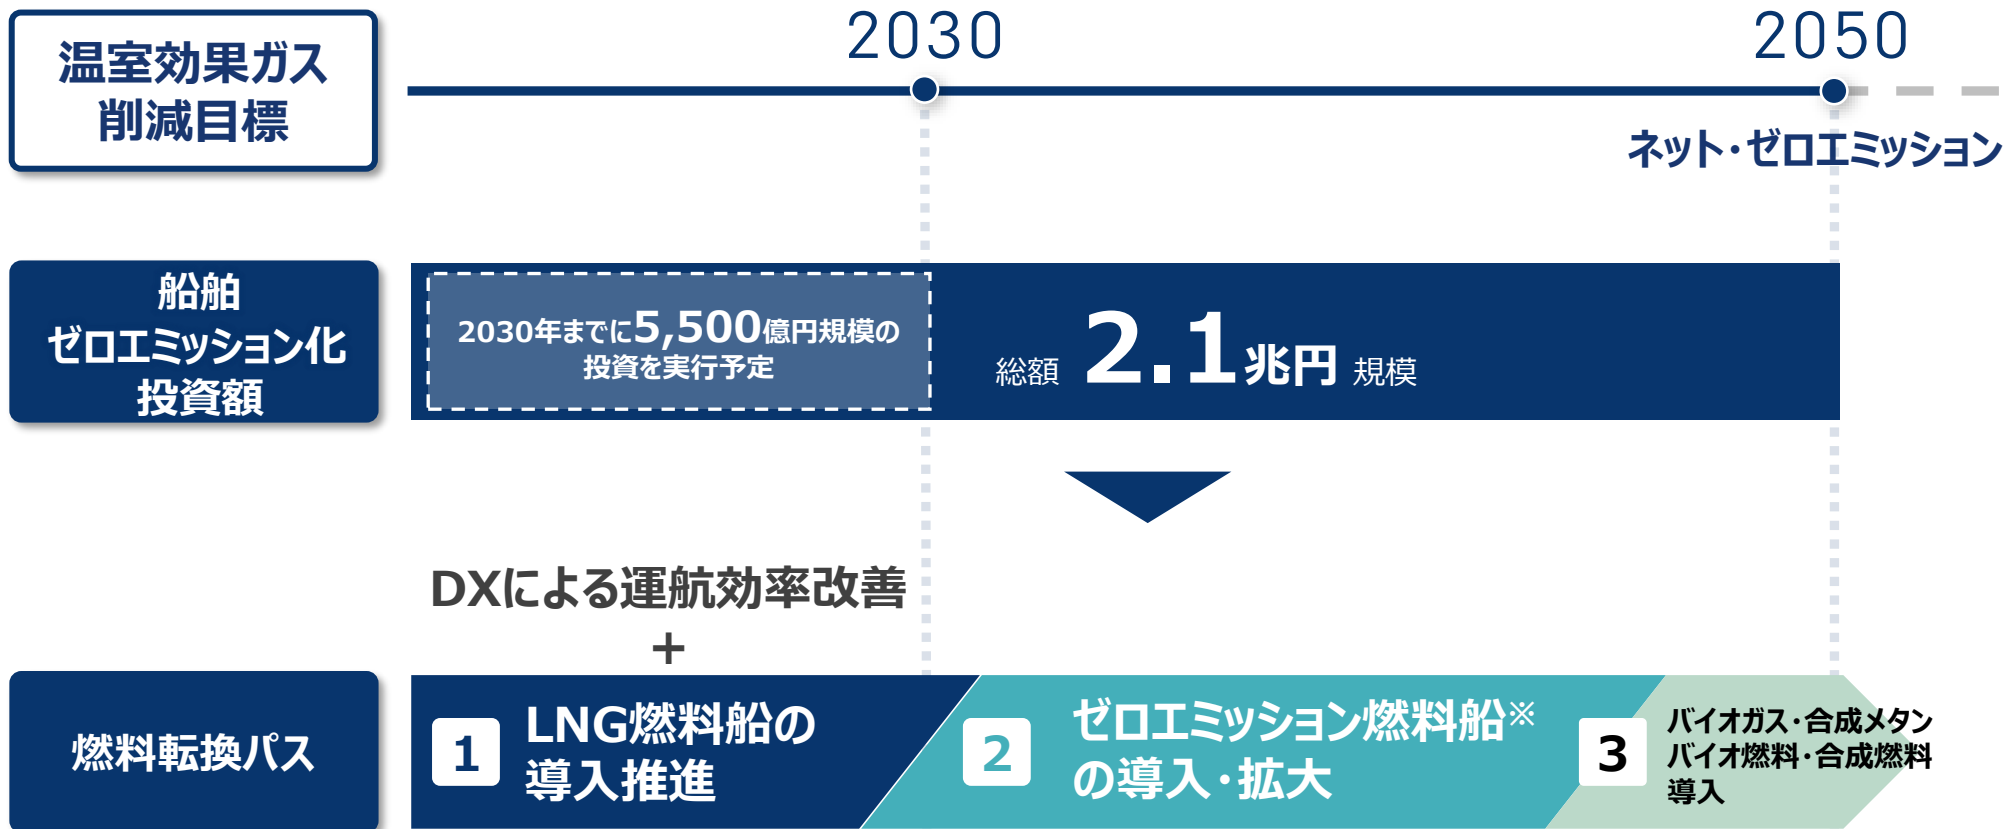 温室効果ガス
削減目標
2030
2050
ネット・ゼロエミッション
船舶
ゼロエミッション化
投資額
2030年までに5,500億円規模の
投資を実行予定
総額 2.1兆円 規模
DXによる運航効率改善
+
燃料転換パス
1 LNG燃料船の
導入推進
2 ゼロエミッション燃料船※
の導入・拡大
3 バイオガス・合成メタン
バイオ燃料・合成燃料
導入